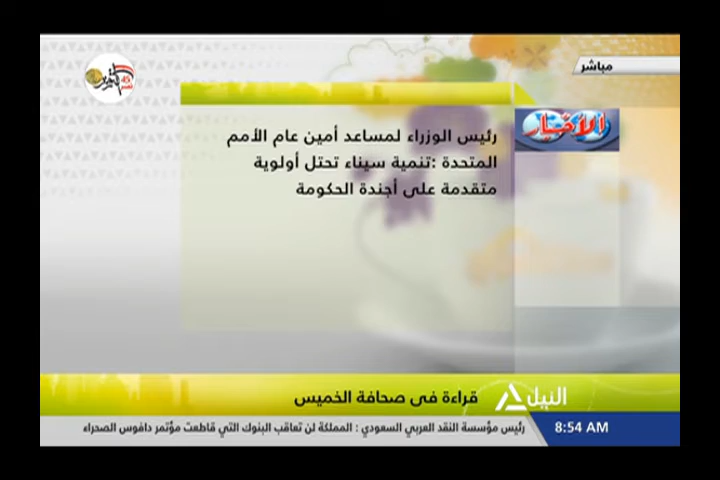 مباشر
الأخبار
رئيس الوزراء لمساعد أمين عام الأمم
المتحدة :تنمية سيناء تحتل أولوية
متقدمة على أجندة الحكومة
النيل
قراءة فى صحافة الخميس
8:54 AM
رئيس مؤسسة النقد العربي السعودي : المملكة لن تعاقب البنوك التي قاطعت مؤتمر دافوس الصحراء